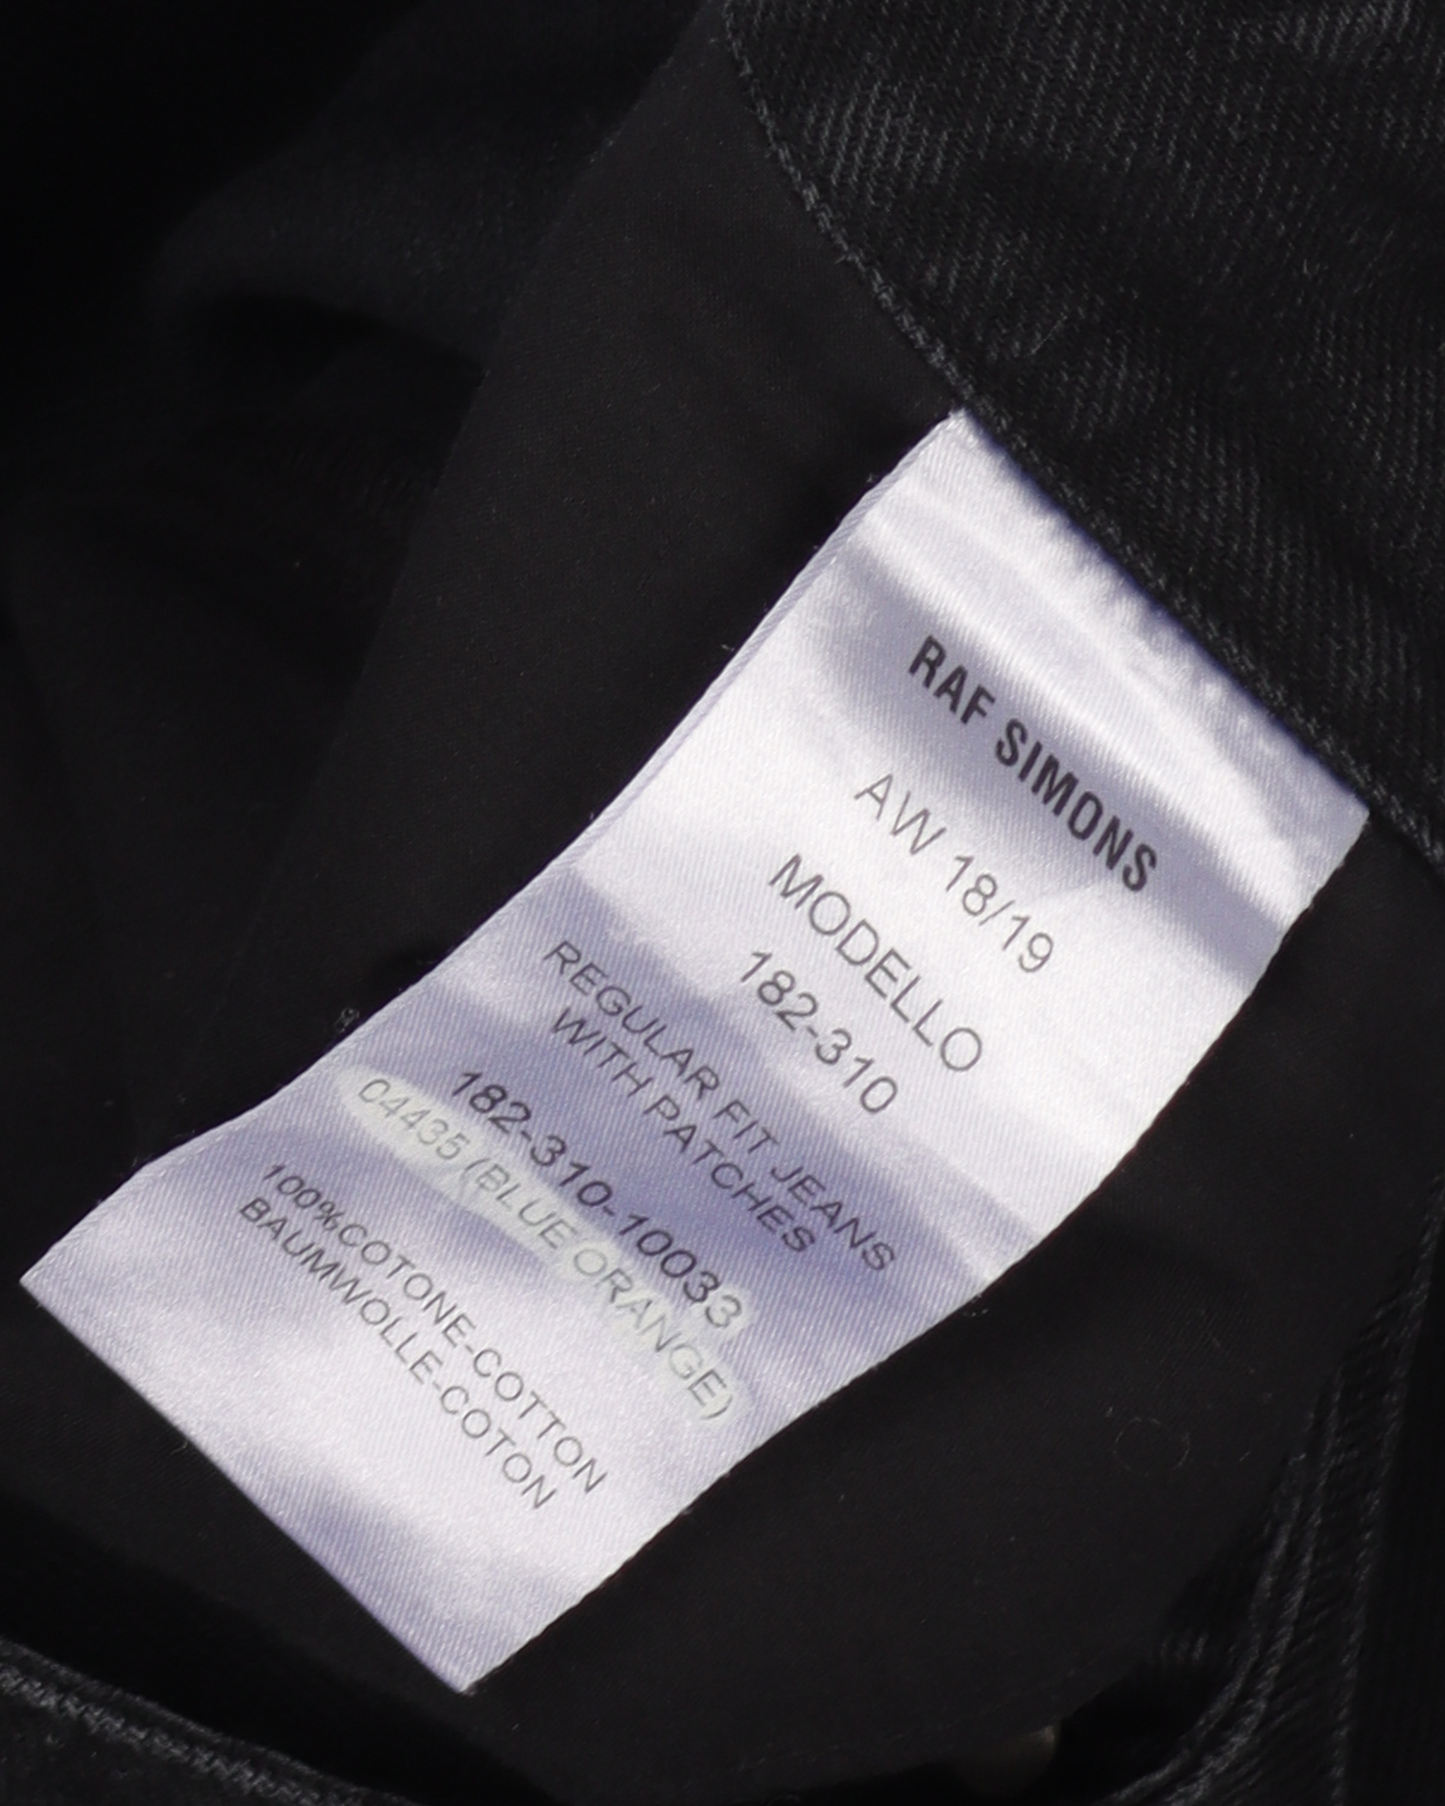 RAF SIMONS
AW 18/19
MODELLO
182-310
REGULAR FIT JEANS
WITH PATCHES
182-310-10033
04435 (BLUE ORANGE)
100%COTONE-COTTON
BAUMWOLLE-COTON